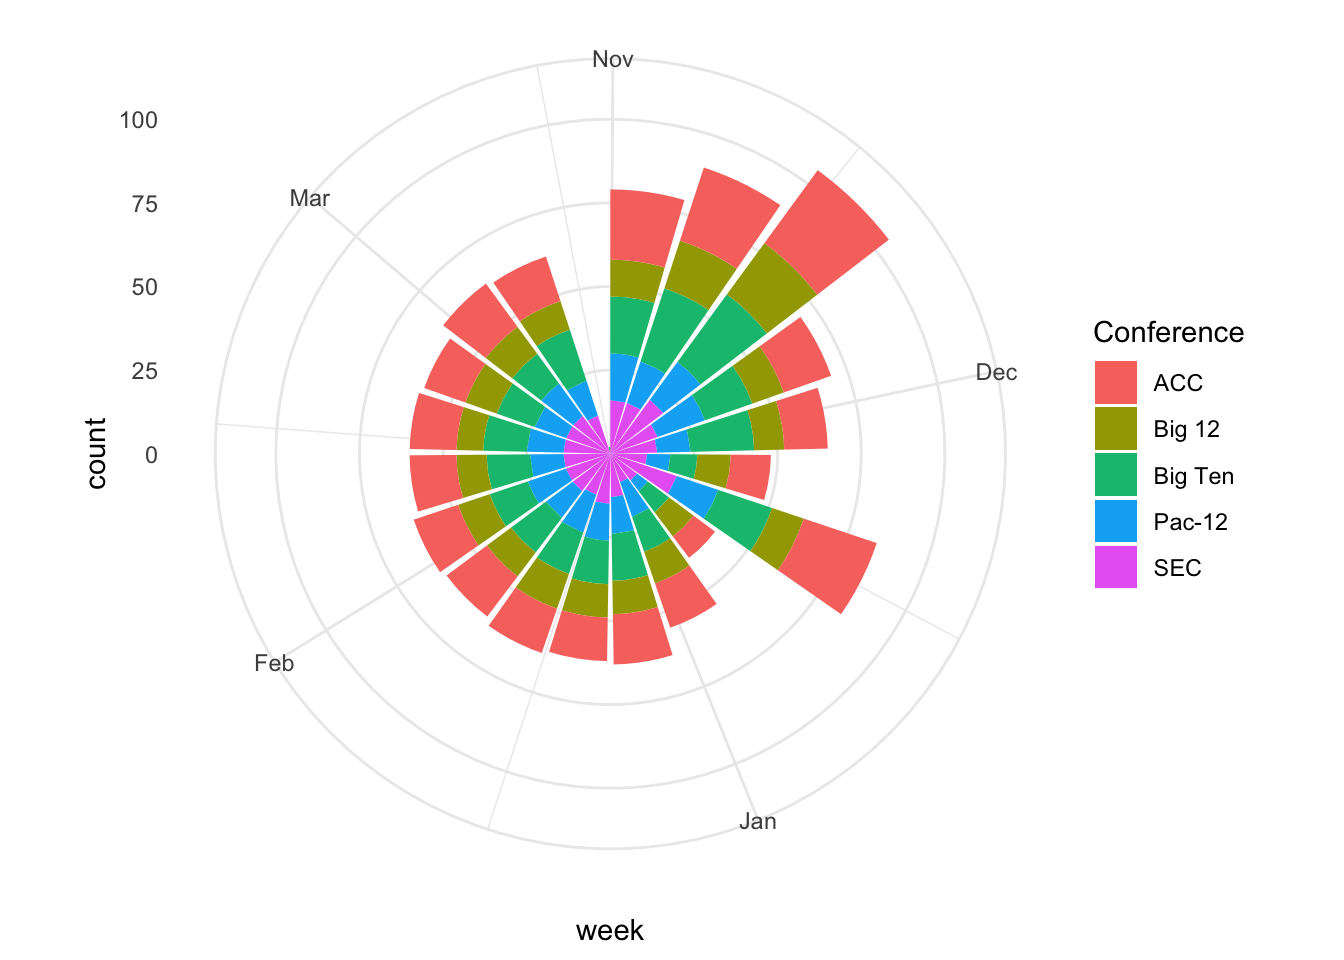 Nov
100
75
50
25
0
count
Mar
Dec
Feb
Jan
week
Conference
ACC
Big 12
Big Ten
Pac-12
SEC